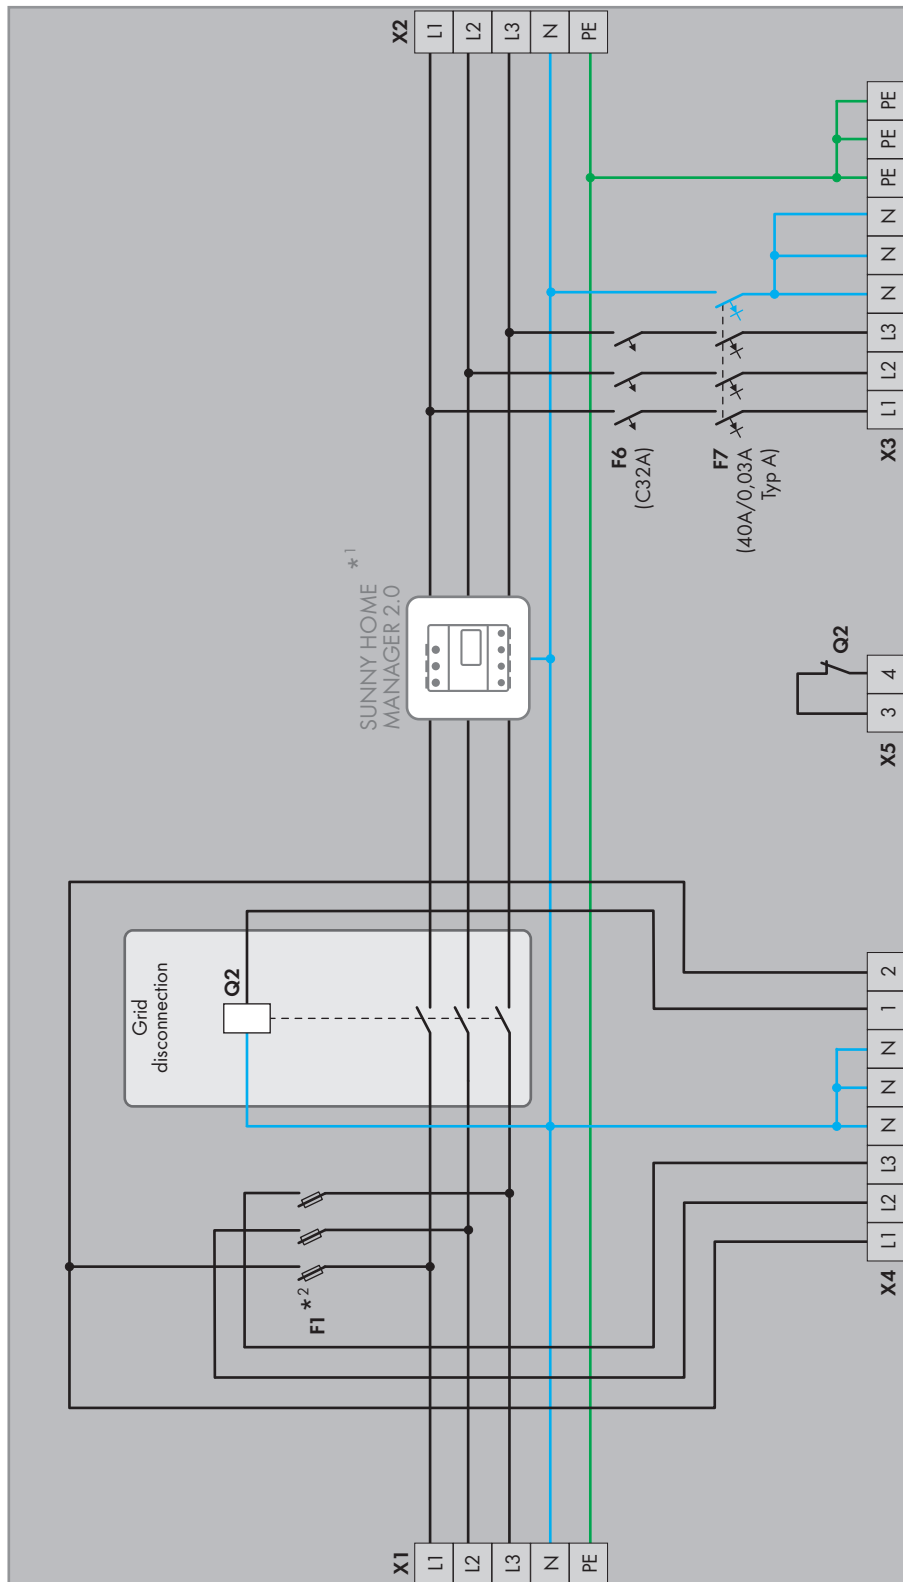 Grid
disconnection
Q2
F1 *2
SUNNY HOME *1
MANAGER 2.0
X1
L1
L2
L3
N
PE
X2
L1
L2
L3
N
PE
F6
(C32A)
F7
(40A/0,03A
Typ A)
Q2
X4
L1 L2 L3 N N N 1 2
X5
3 4
X3
L1 L2 L3 N N N PE PE PE